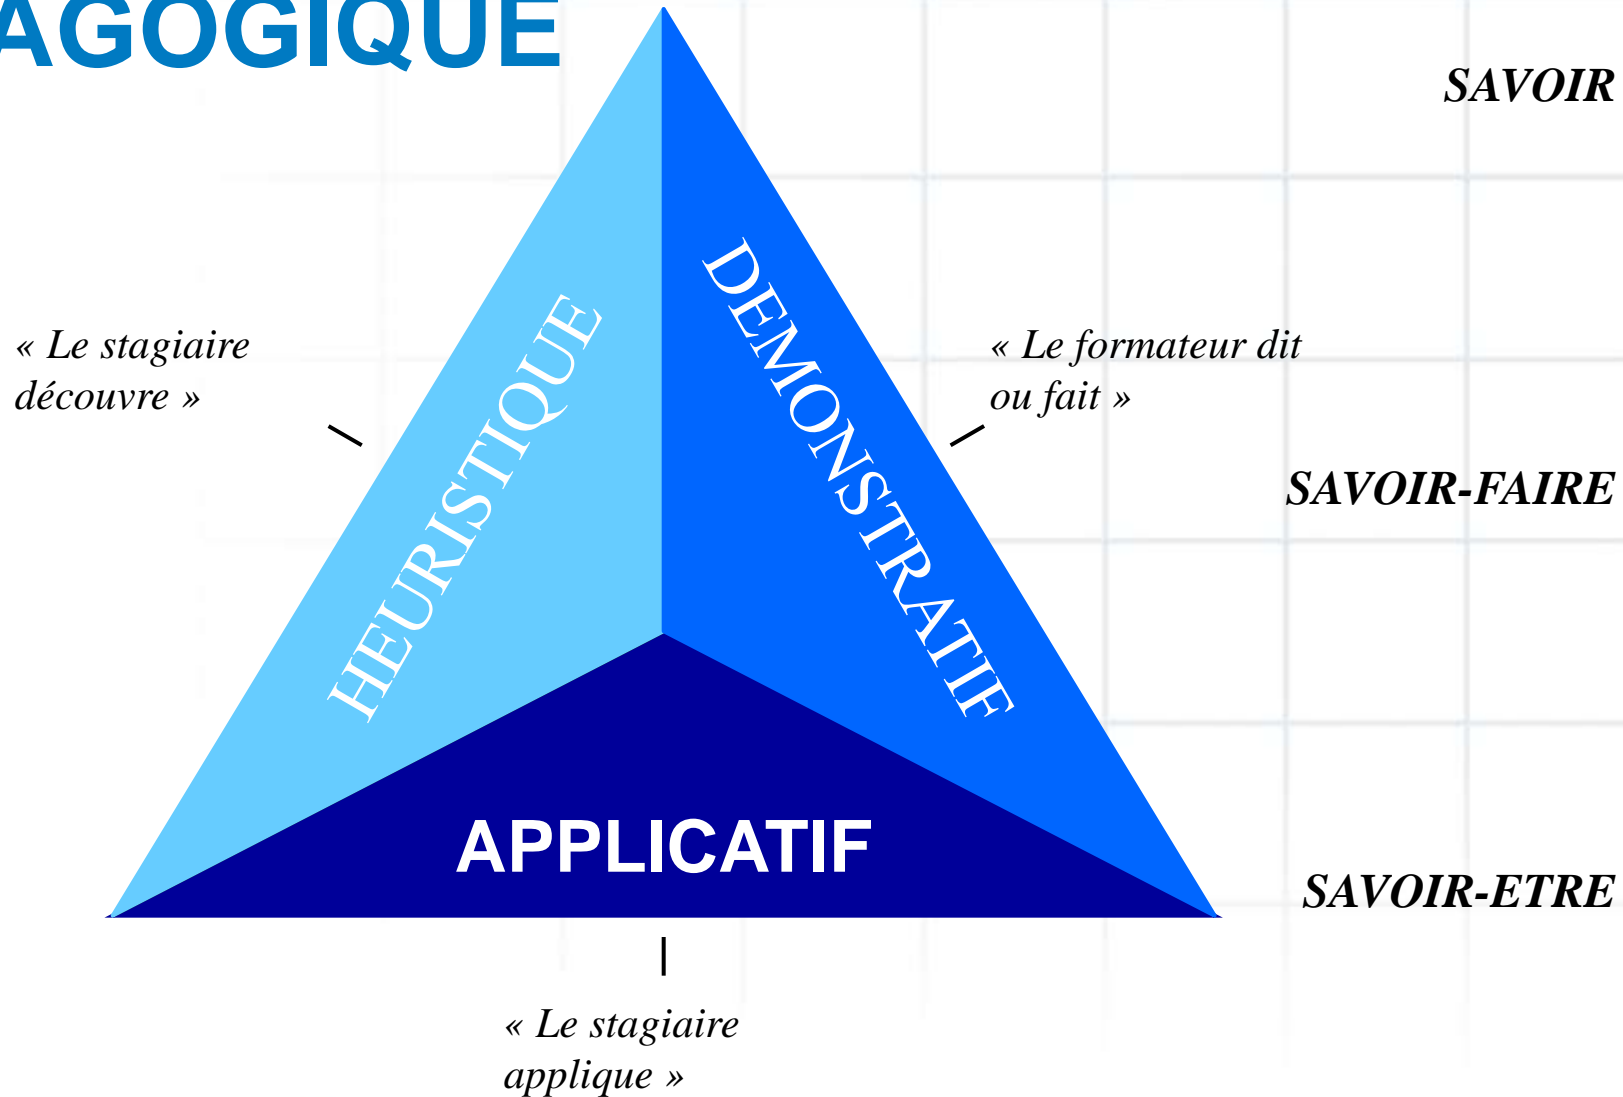 AGOGIQUE
SAVOIR
DEMONSTRATIF
HEURISTIQUE
« Le stagiaire
découvre »
« Le formateur dit
ou fait »
SAVOIR-FAIRE
APPLICATIF
SAVOIR-ETRE
« Le stagiaire
applique »